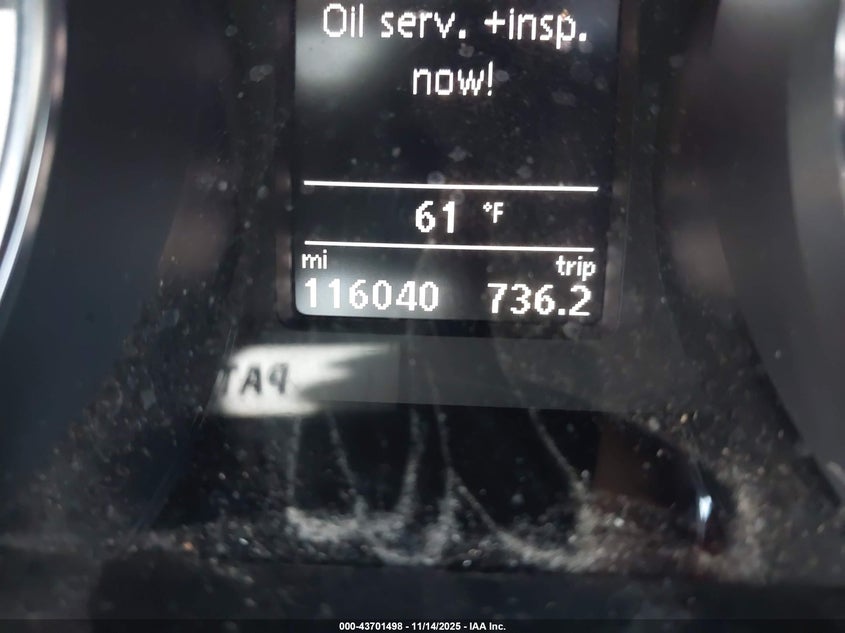 Oil serv. +insp.
now!
61 °F
mi trip
116040 736.2
000-43701498 - 11/14/2025 - IAA Inc.